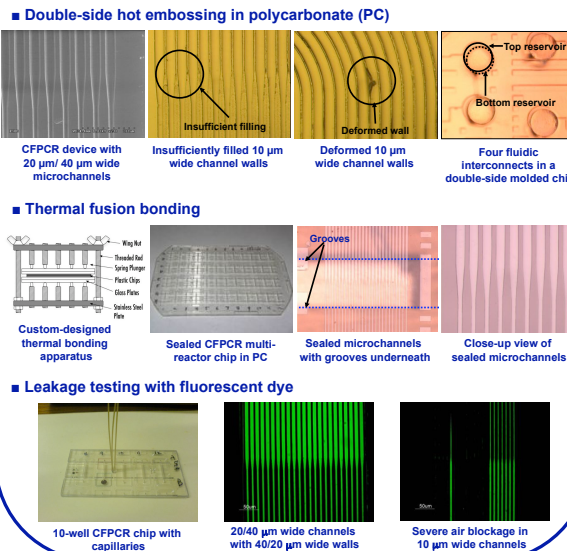 ■ Double-side hot embossing in polycarbonate (PC)
Top reservoir
Insufficient filling
Deformed wall
Bottom reservoir
CFPCR device with
20 µm/ 40 µm wide
microchannels
Insufficiently filled 10 µm
wide channel walls
Deformed 10 µm
wide channel walls
Four fluidic
interconnects in a
double-side molded chi
■ Thermal fusion bonding
Wing Nut
Threaded Rod
Spring Plunger
Plastic Chips
Glass Plates
Stainless Steel
Plate
Grooves
Custom-designed
thermal bonding
apparatus
Sealed CFPCR multi-
reactor chip in PC
Sealed microchannels
with grooves underneath
Close-up view of
sealed microchannels
■ Leakage testing with fluorescent dye
50µm
50µm
10-well CFPCR chip with
capillaries
20/40 µm wide channels
with 40/20 µm wide walls
Severe air blockage in
10 µm wide channels